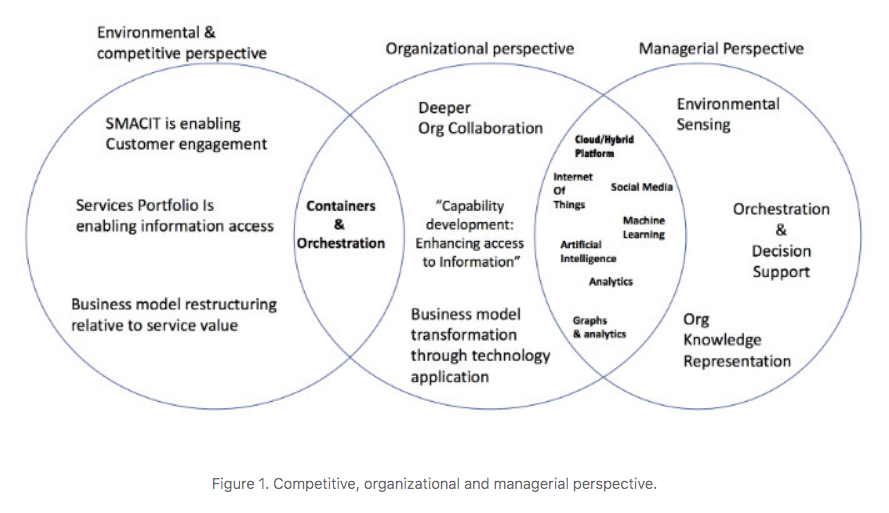 Environmental &
competitive perspective
Organizational perspective
Managerial Perspective
SMACIT is enabling
Customer engagement
Services Portfolio Is
enabling information access
Business model restructuring
relative to service value
Containers
&
Orchestration
Deeper
Org Collaboration
“Capability
development:
Enhancing access
to Information”
Business model
transformation
through technology
application
Cloud/Hybrid
Platform
Internet
Of
Things
Social Media
Machine
Learning
Artificial
Intelligence
Analytics
Graphs
& analytics
Environmental
Sensing
Orchestration
&
Decision
Support
Org
Knowledge
Representation
Figure 1. Competitive, organizational and managerial perspective.